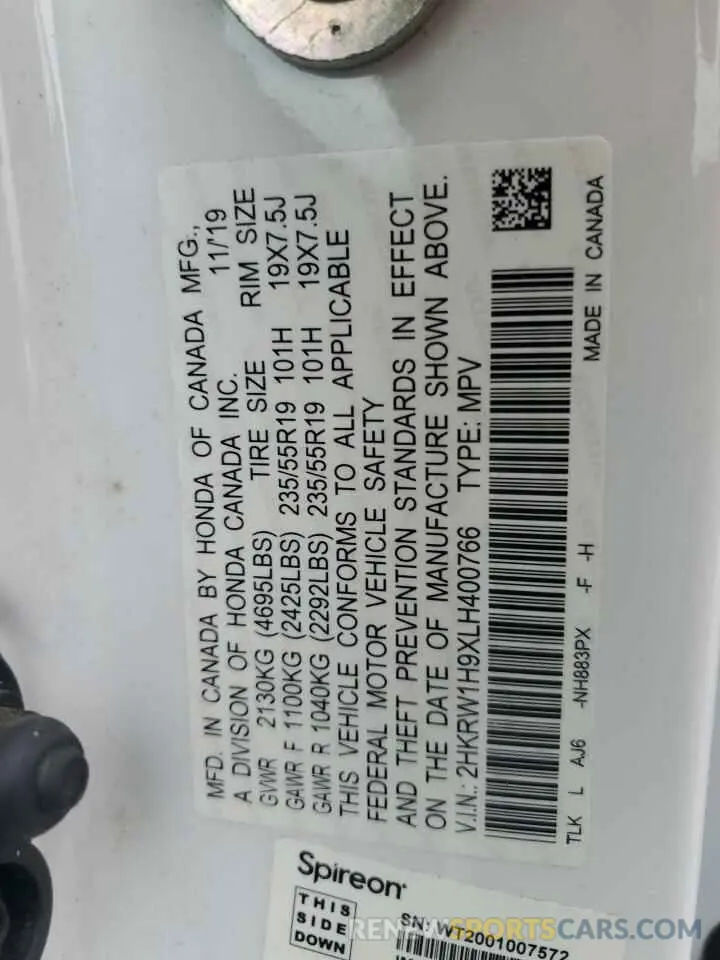 MFD. IN CANADA BY HONDA OF CANADA MFG.,
A DIVISION OF HONDA CANADA INC. 11/'19
GVWR 2130KG (4695LBS) TIRE SIZE RIM SIZE
GAWR F 1100KG (2425LBS) 235/55R19 101H 19X7.5J
GAWR R 1040KG (2292LBS) 235/55R19 101H 19X7.5J
THIS VEHICLE CONFORMS TO ALL APPLICABLE
FEDERAL MOTOR VEHICLE SAFETY
AND THEFT PREVENTION STANDARDS IN EFFECT
ON THE DATE OF MANUFACTURE SHOWN ABOVE.
V.I.N.: 2HKRW1H9XLH400766 TYPE: MPV
TLK L AJ6 -NH883PX -F -H MADE IN CANADA
Spireon
THIS
SIDE
DOWN
SN: WT2001007572
RENEWSPORTSCARS.COM